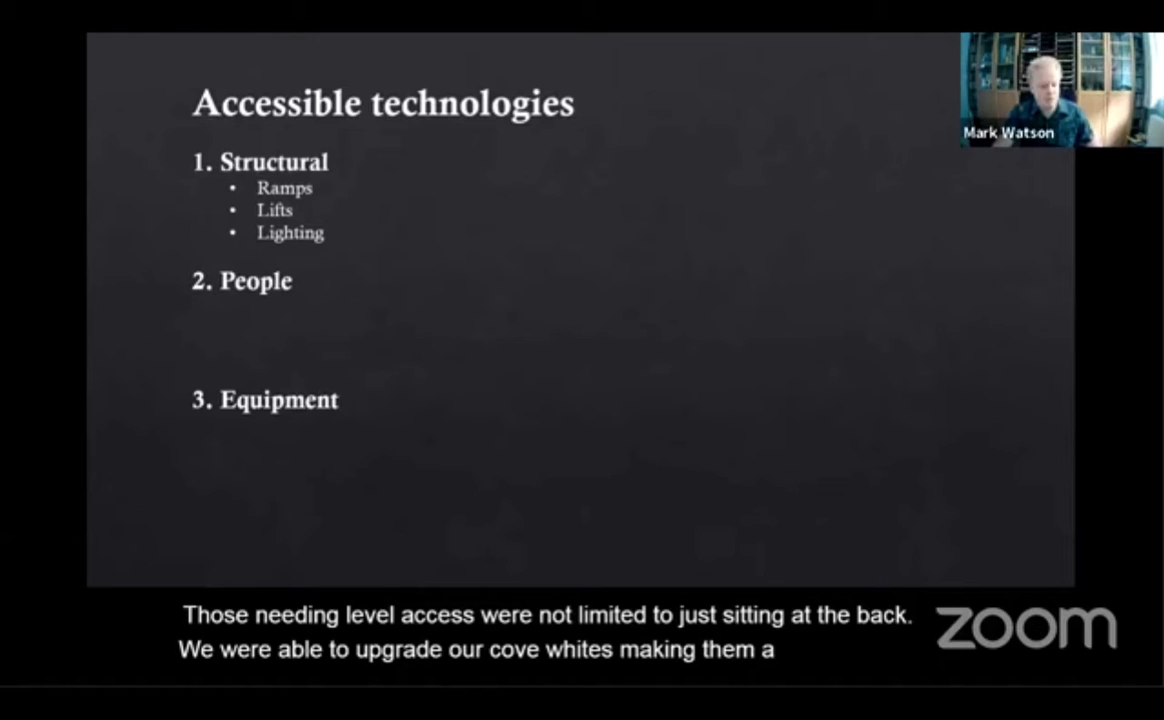 Accessible technologies
1. Structural
• Ramps
• Lifts
• Lighting
2. People
3. Equipment
Mark Watson
Those needing level access were not limited to just sitting at the back.
We were able to upgrade our cove whites making them a
zoom